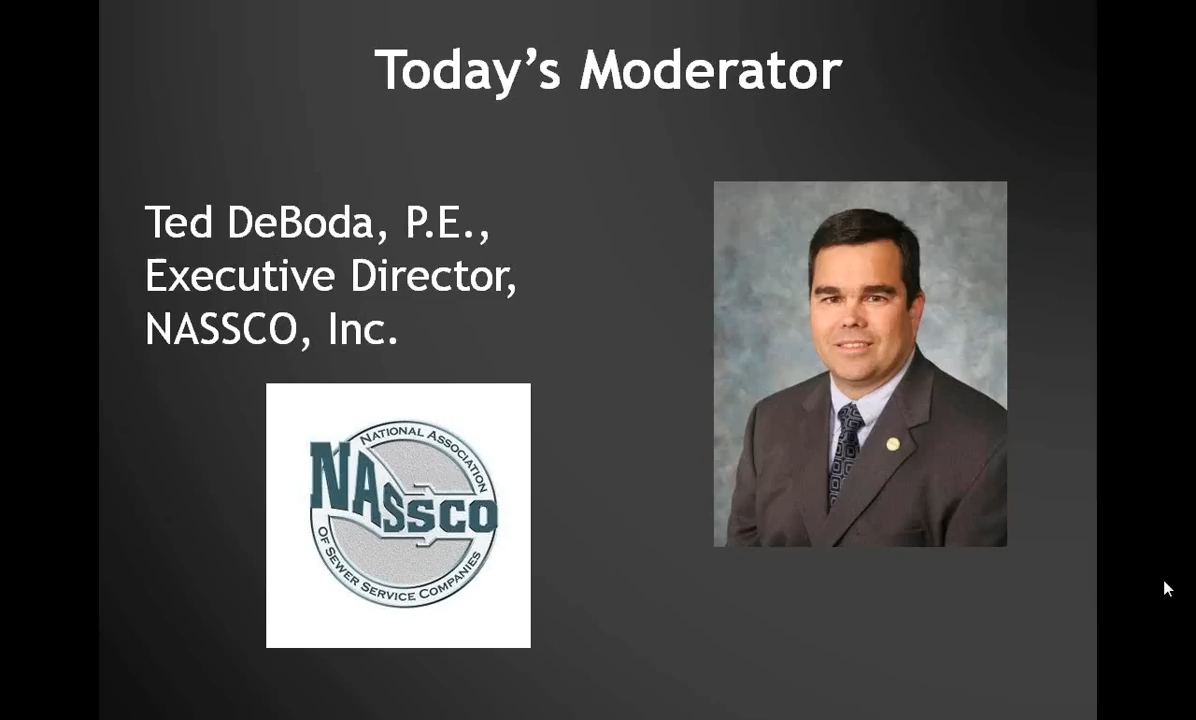 Today’s Moderator
Ted DeBoda, P.E.,
Executive Director,
NASSCO, Inc.
NATIONAL ASSOCIATION
NASSCO
OF SEWER SERVICE COMPANIES